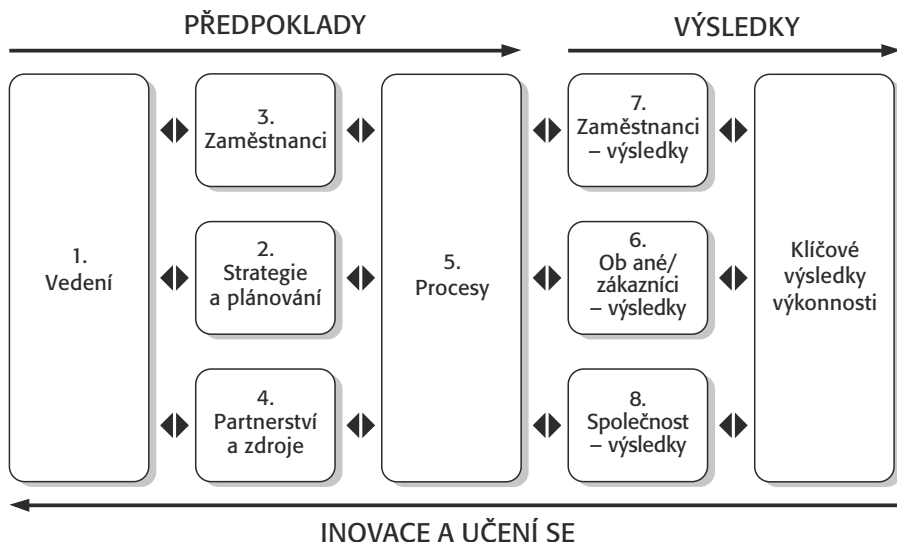 PŘEDPOKLADY
VÝSLEDKY
1.
Vedení
3.
Zaměstnanci
2.
Strategie
a plánování
4.
Partnerství
a zdroje
5.
Procesy
7.
Zaměstnanci
– výsledky
6.
Ob ané/
zákazníci
– výsledky
8.
Společnost
– výsledky
Klíčové
výsledky
výkonnosti
INOVACE A UČENÍ SE